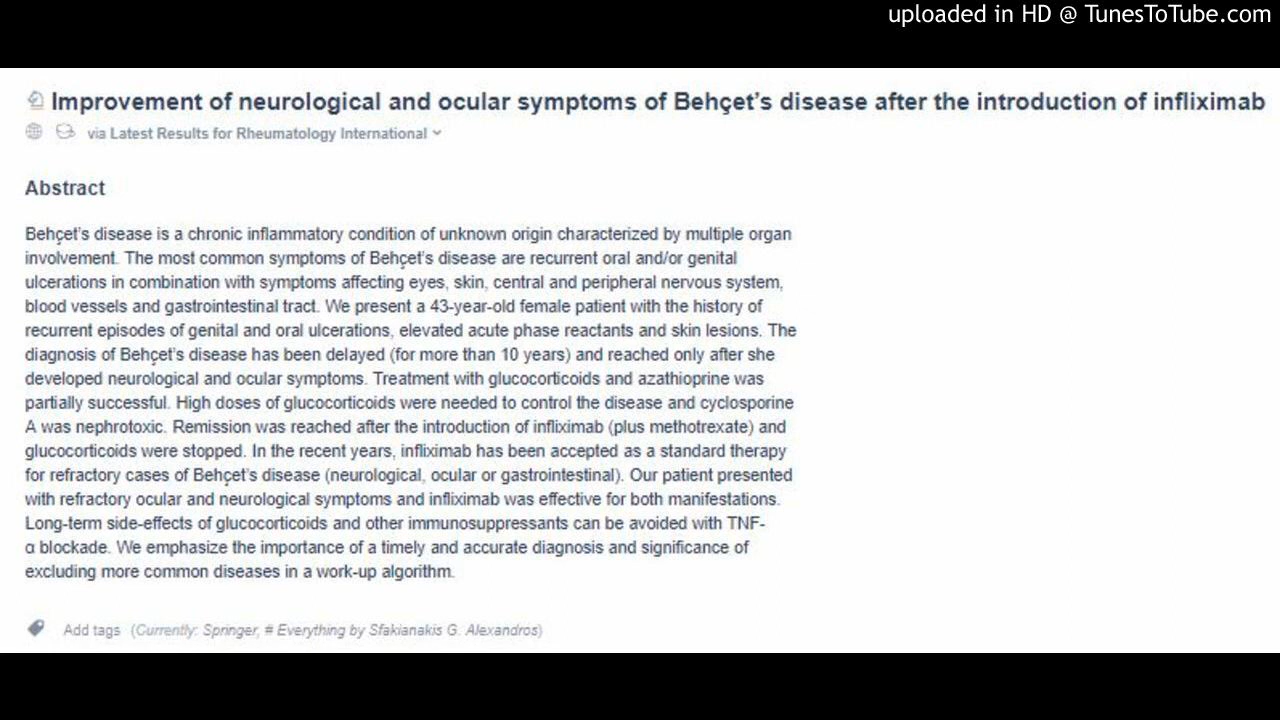 uploaded in HD @ TunesToTube.com
Improvement of neurological and ocular symptoms of Behçet's disease after the introduction of infliximab
via Latest Results for Rheumatology International
Abstract
Behçet's disease is a chronic inflammatory condition of unknown origin characterized by multiple organ
involvement. The most common symptoms of Behçet's disease are recurrent oral and/or genital
ulcerations in combination with symptoms affecting eyes, skin, central and peripheral nervous system,
blood vessels and gastrointestinal tract. We present a 43-year-old female patient with the history of
recurrent episodes of genital and oral ulcerations, elevated acute phase reactants and skin lesions. The
diagnosis of Behçet's disease has been delayed (for more than 10 years) and reached only after she
developed neurological and ocular symptoms. Treatment with glucocorticoids and azathioprine was
partially successful. High doses of glucocorticoids were needed to control the disease and cyclosporine
A was nephrotoxic. Remission was reached after the introduction of infliximab (plus methotrexate) and
glucocorticoids were stopped. In the recent years, infliximab has been accepted as a standard therapy
for refractory cases of Behçet's disease (neurological, ocular or gastrointestinal). Our patient presented
with refractory ocular and neurological symptoms and infliximab was effective for both manifestations.
Long-term side-effects of glucocorticoids and other immunosuppressants can be avoided with TNF-
α blockade. We emphasize the importance of a timely and accurate diagnosis and significance of
excluding more common diseases in a work-up algorithm.
Add tags (Currently: Springer, # Everything by Sfakianakis G. Alexandros)